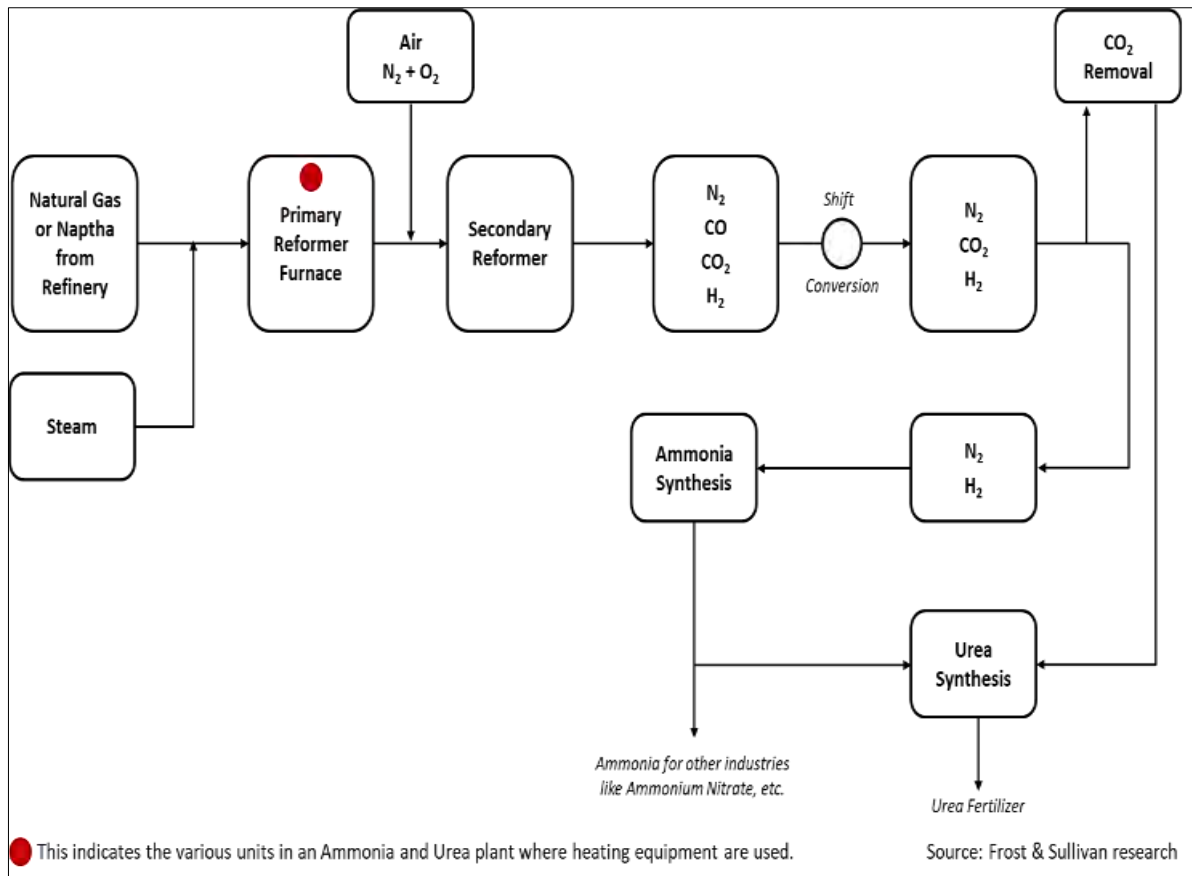 Air
N₂ + O₂
CO₂
Removal
Natural Gas
or Naptha
from
Refinery
Primary
Reformer
Furnace
Secondary
Reformer
N₂
CO
CO₂
H₂
Shift
Conversion
N₂
CO₂
H₂
Steam
Ammonia
Synthesis
N₂
H₂
Urea
Synthesis
Ammonia for other industries
like Ammonium Nitrate, etc.
Urea Fertilizer
This indicates the various units in an Ammonia and Urea plant where heating equipment are used.
Source: Frost & Sullivan research